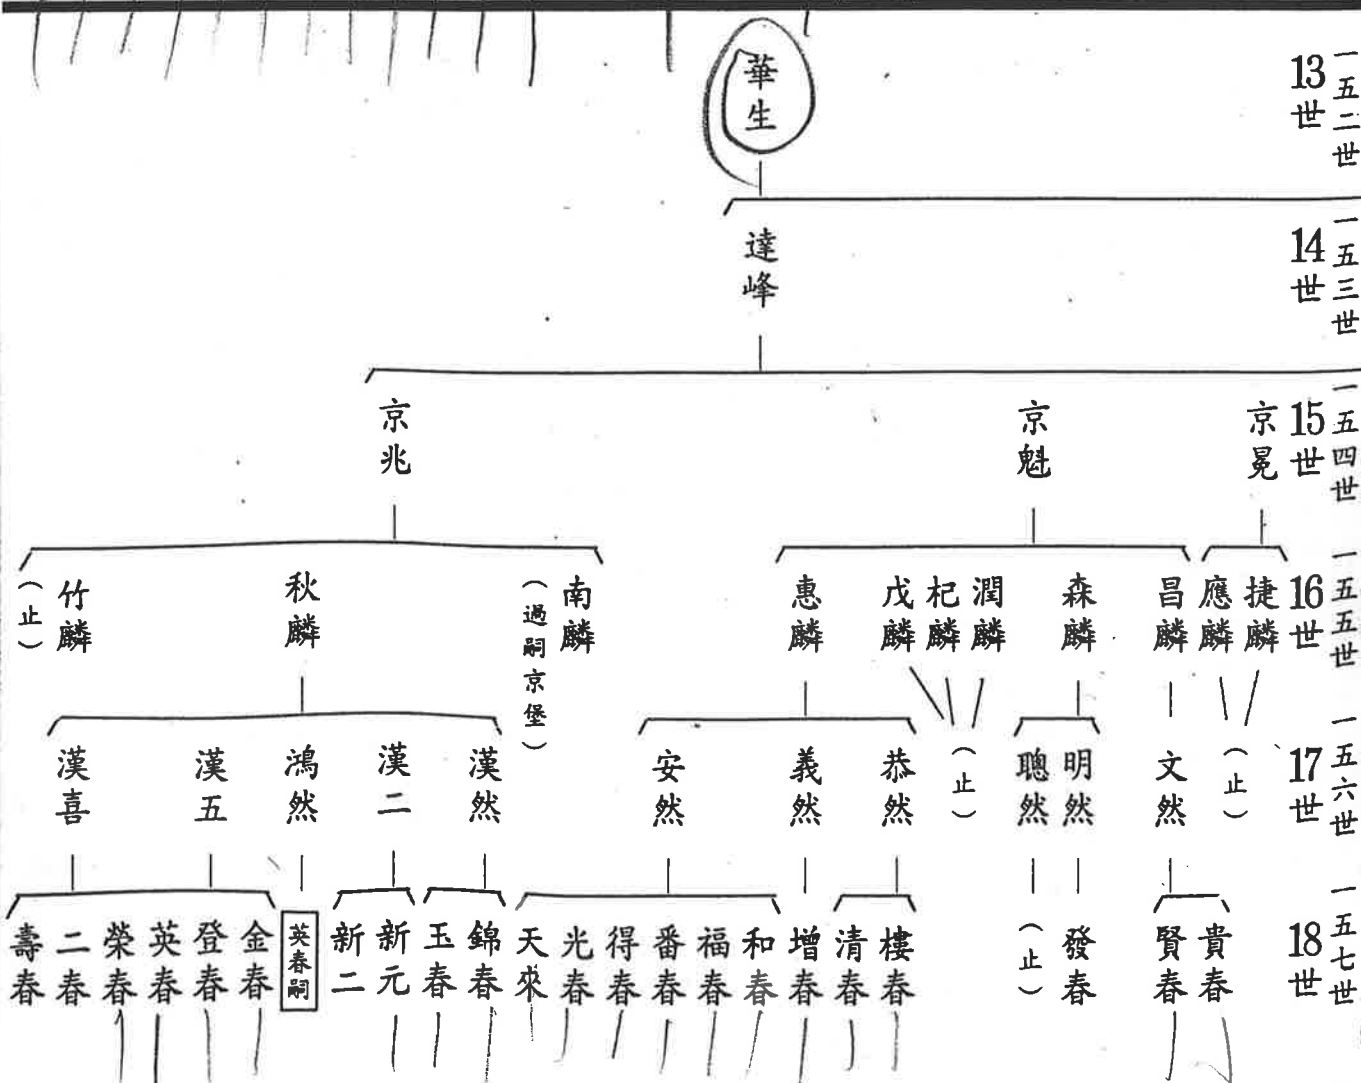 一五二世
13世
華生
一五三世
14世
達峰
一五四世
15世
京冕
京魁
京兆
一五五世
16世
捷麟
應麟
昌麟
森麟
潤麟
杞麟
戊麟
惠麟
南麟
（過嗣京堡）
秋麟
竹麟
（止）
一五六世
17世
（止）
文然
明然
聰然
（止）
恭然
義然
安然
漢然
漢二
鴻然
漢五
漢喜
一五七世
18世
貴春
賢春
發春
（止）
樓春
清春
增春
和春
福春
番春
得春
光春
天來
錦春
玉春
新元
新二
英春嗣
金春
登春
英春
榮春
二春
壽春